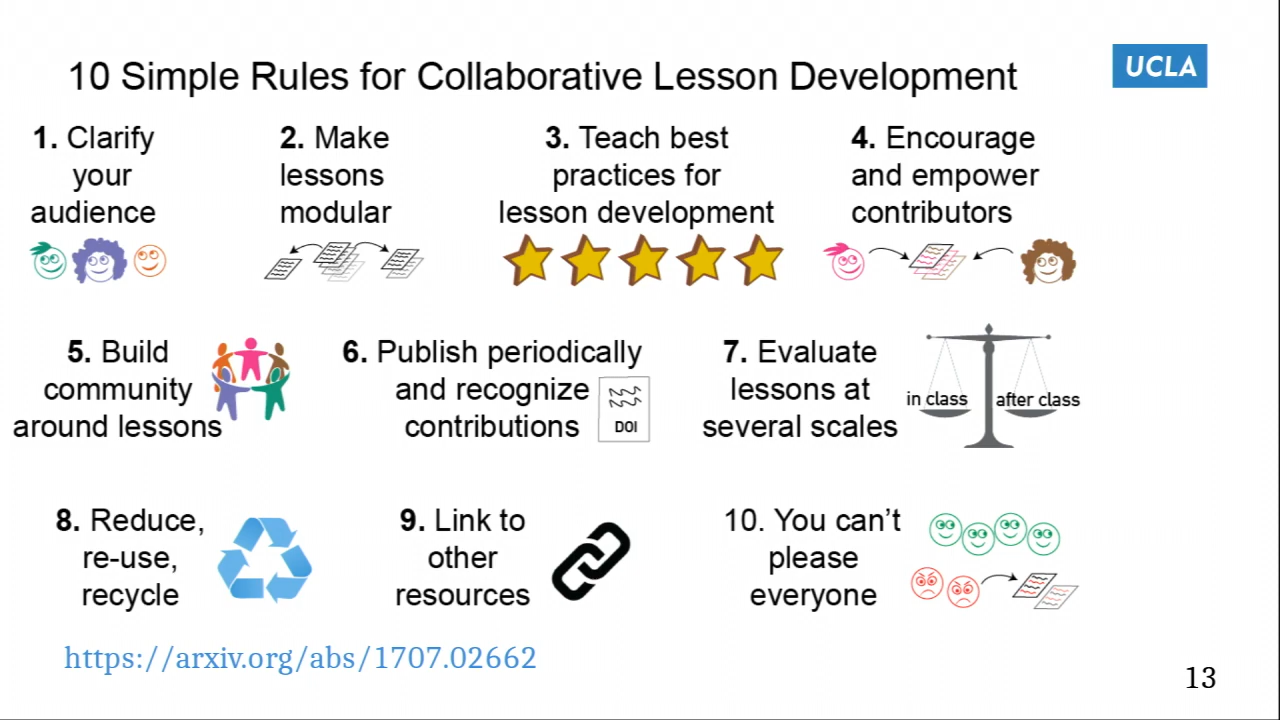 10 Simple Rules for Collaborative Lesson Development
UCLA
1. Clarify
your
audience
2. Make
lessons
modular
3. Teach best
practices for
lesson development
4. Encourage
and empower
contributors
5. Build
community
around lessons
6. Publish periodically
and recognize
contributions
DOI
7. Evaluate
lessons at
several scales
in class
after class
8. Reduce,
re-use,
recycle
9. Link to
other
resources
10. You can’t
please
everyone
https://arxiv.org/abs/1707.02662
13